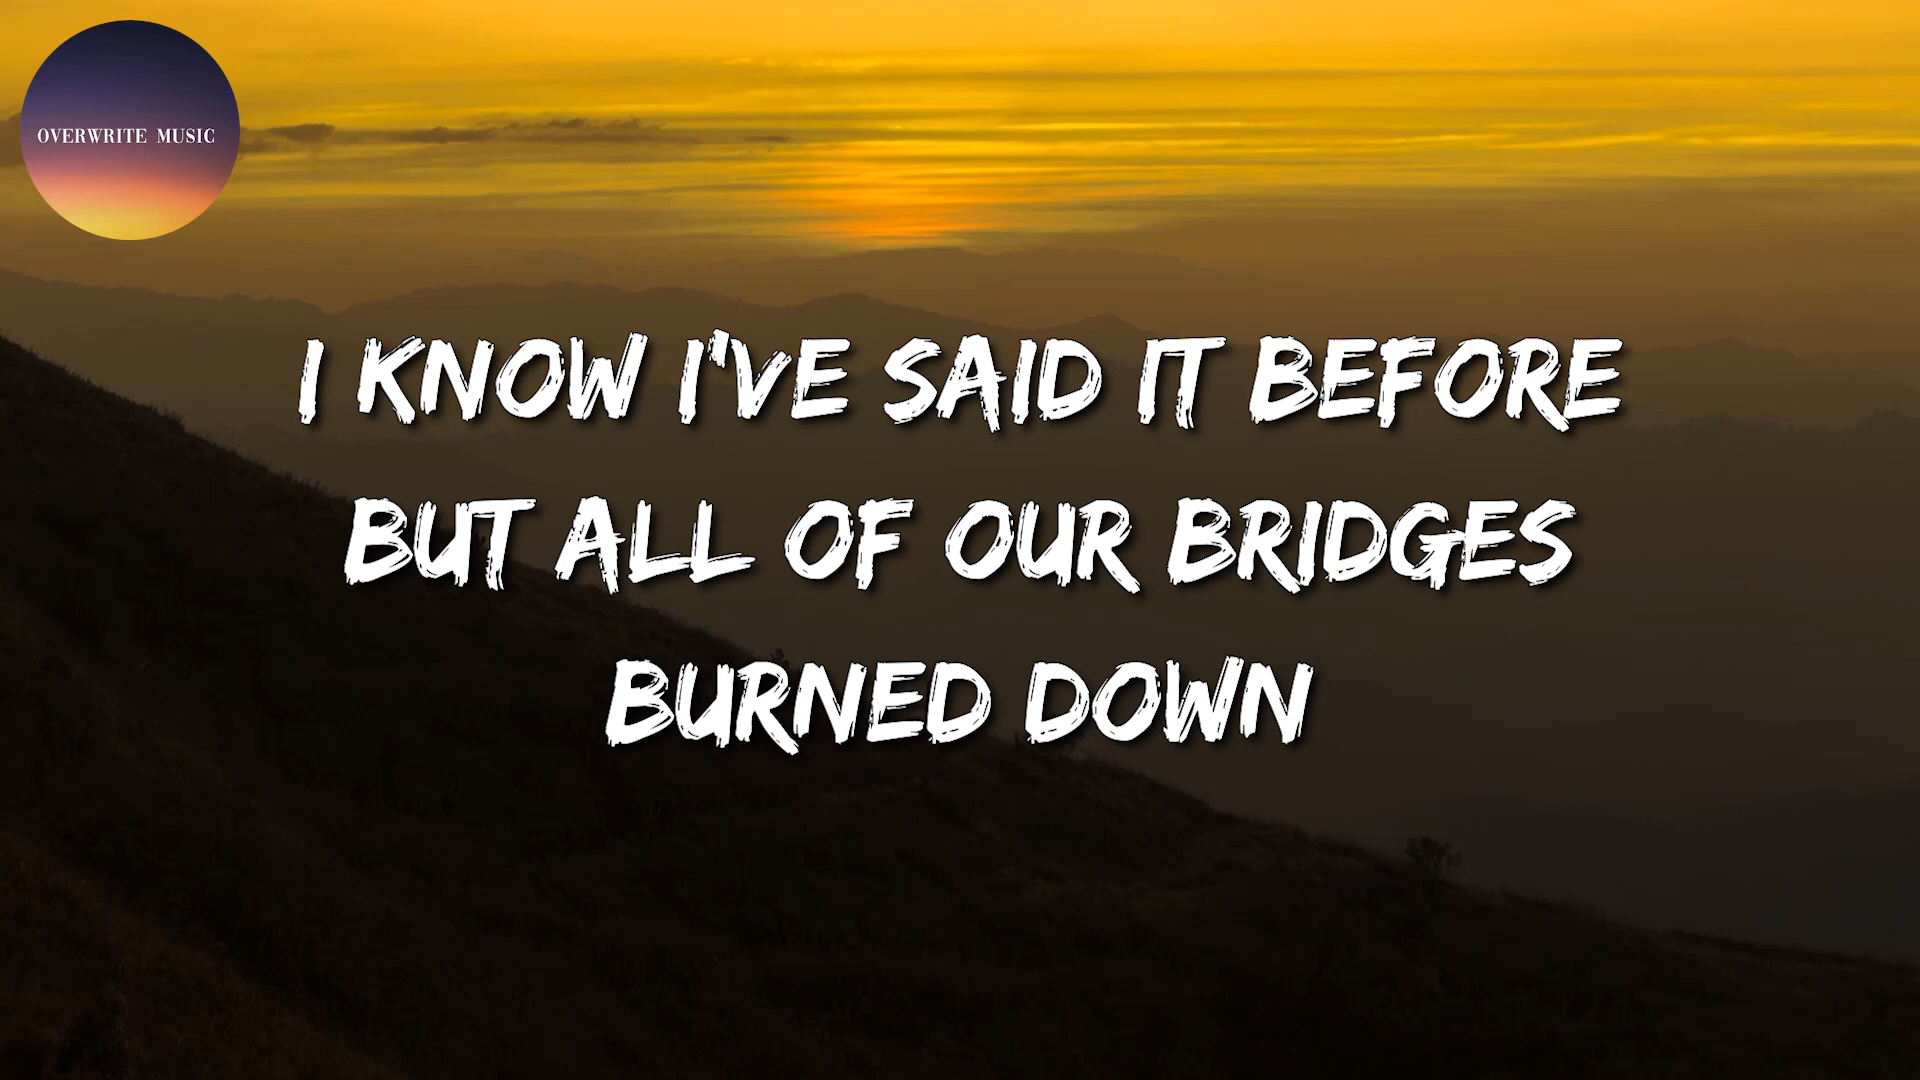 OVERWRITE MUSIC
I KNOW I'VE SAID IT BEFORE
BUT ALL OF OUR BRIDGES
BURNED DOWN